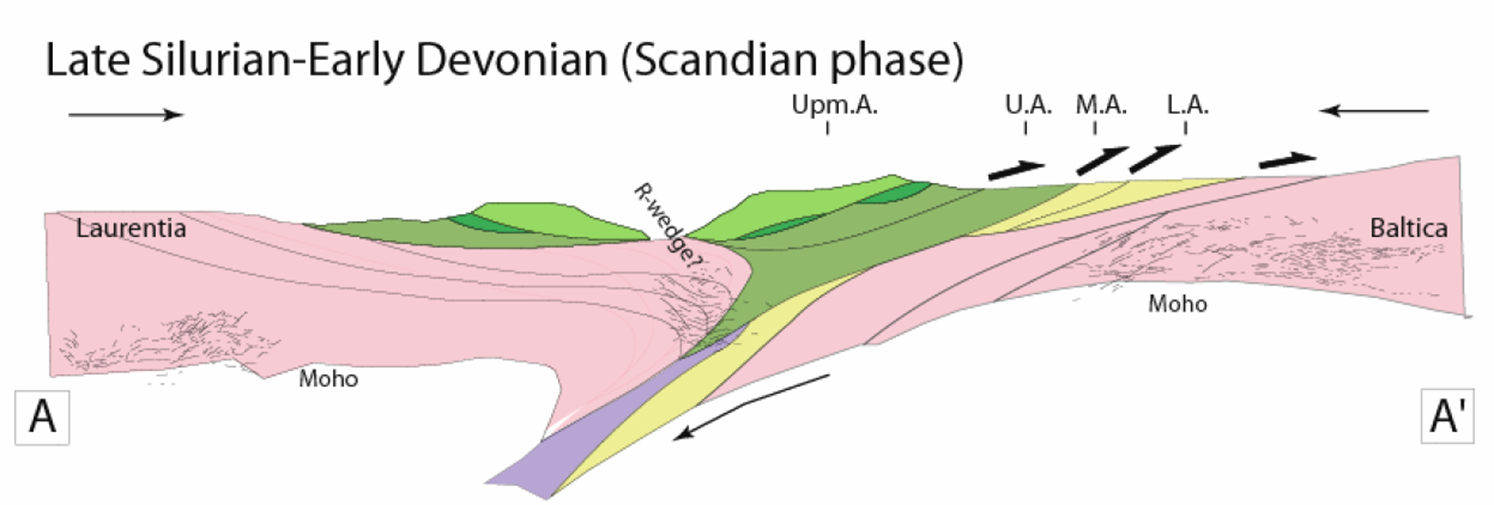 Late Silurian-Early Devonian (Scandian phase)
Upm.A.
U.A.
M.A.
L.A.
R-wedge?
Laurentia
Baltica
Moho
Moho
A
A'